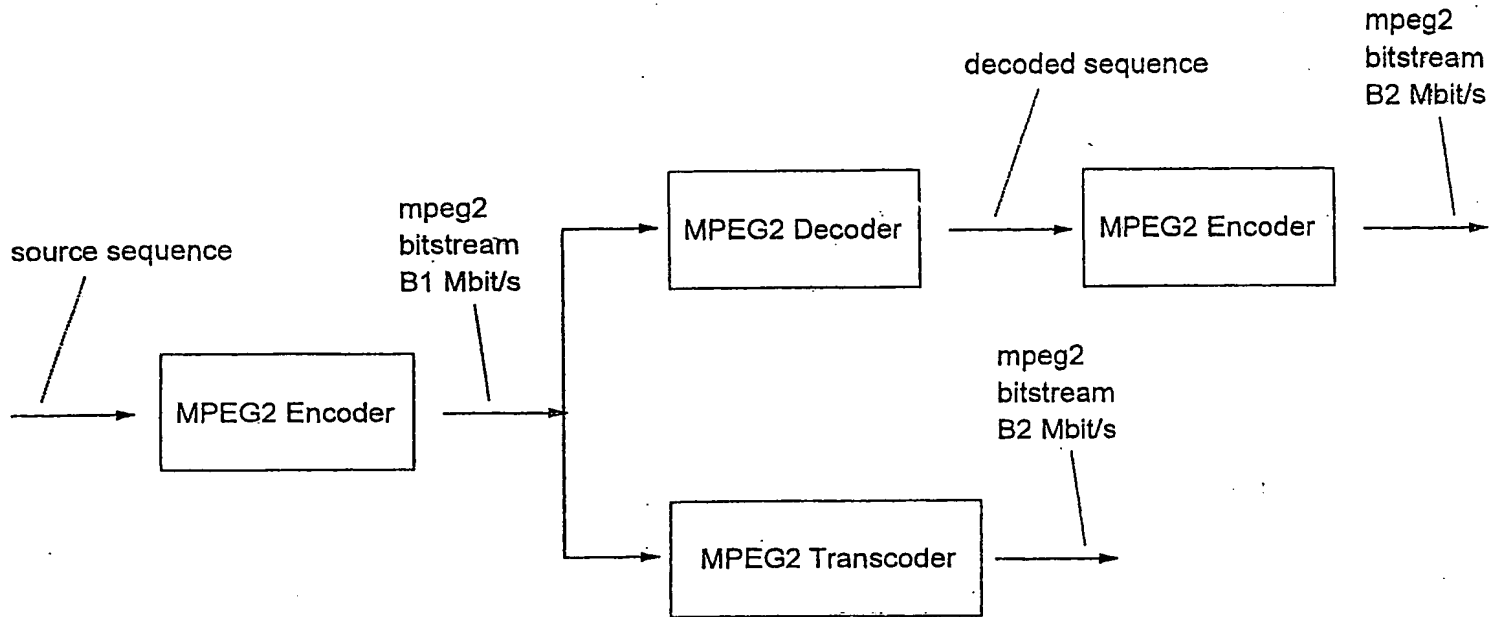 mpeg2
bitstream
B2 Mbit/s
decoded sequence
mpeg2
bitstream
B1 Mbit/s
MPEG2 Decoder
MPEG2 Encoder
source sequence
MPEG2 Encoder
mpeg2
bitstream
B2 Mbit/s
MPEG2 Transcoder